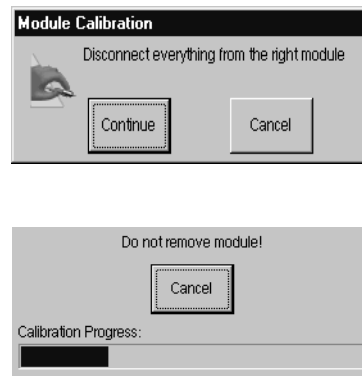 Module Calibration
Disconnect everything from the right module
Continue
Cancel
Do not remove module!
Cancel
Calibration Progress: